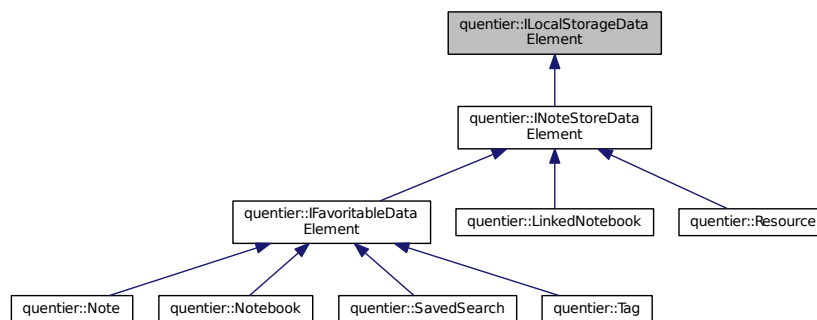 quentier::ILocalStorageData
Element
quentier::INoteStoreData
Element
quentier::IFavoritableData
Element
quentier::LinkedNotebook
quentier::Resource
quentier::Note
quentier::Notebook
quentier::SavedSearch
quentier::Tag